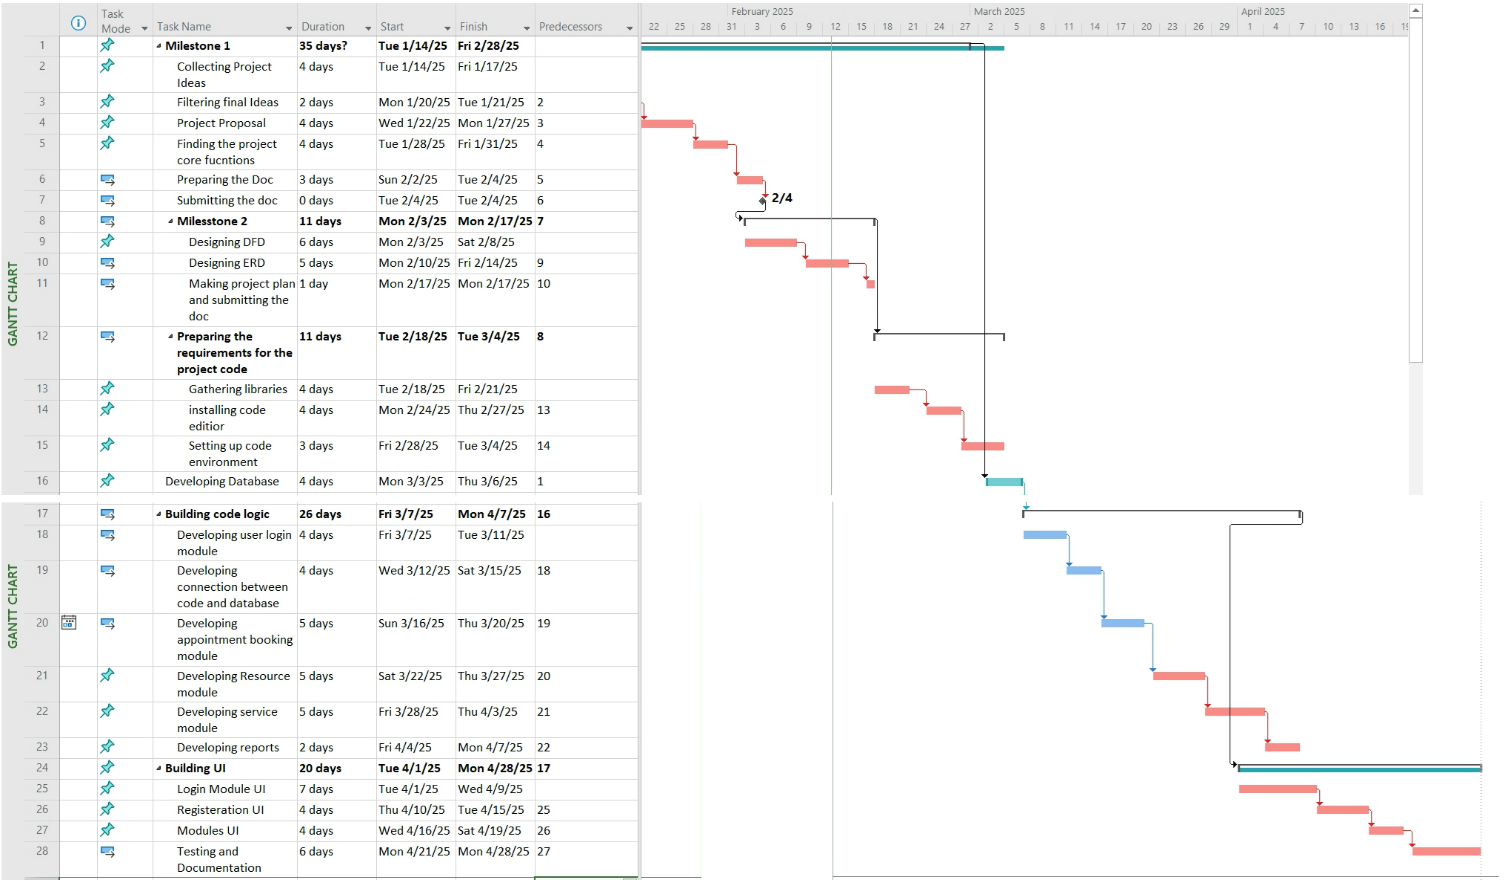 February 2025 March 2025 April 2025
Task Mode Task Name Duration Start Finish Predecessors 22 25 28 31 3 6 9 12 15 18 21 24 27 2 5 8 11 14 17 20 23 26 29 1 4 7 10 13 16 19
GANTT CHART
1 Milestone 1 35 days? Tue 1/14/25 Fri 2/28/25
2 Collecting Project 4 days Tue 1/14/25 Fri 1/17/25
Ideas
3 Filtering final Ideas 2 days Mon 1/20/25 Tue 1/21/25 2
4 Project Proposal 4 days Wed 1/22/25 Mon 1/27/25 3
5 Finding the project 4 days Tue 1/28/25 Fri 1/31/25 4
core fucntions
6 Preparing the Doc 3 days Sun 2/2/25 Tue 2/4/25 5
7 Submitting the doc 0 days Tue 2/4/25 Tue 2/4/25 6 2/4
8 Milesstone 2 11 days Mon 2/3/25 Mon 2/17/25 7
9 Designing DFD 6 days Mon 2/3/25 Sat 2/8/25
10 Designing ERD 5 days Mon 2/10/25 Fri 2/14/25 9
11 Making project plan 1 day Mon 2/17/25 Mon 2/17/25 10
and submitting the
doc
12 Preparing the 11 days Tue 2/18/25 Tue 3/4/25 8
requirements for the
project code
13 Gathering libraries 4 days Tue 2/18/25 Fri 2/21/25
14 installing code 4 days Mon 2/24/25 Thu 2/27/25 13
editior
15 Setting up code 3 days Fri 2/28/25 Tue 3/4/25 14
environment
16 Developing Database 4 days Mon 3/3/25 Thu 3/6/25 1
GANTT CHART
17 Building code logic 26 days Fri 3/7/25 Mon 4/7/25 16
18 Developing user login 4 days Fri 3/7/25 Tue 3/11/25
module
19 Developing 4 days Wed 3/12/25 Sat 3/15/25 18
connection between
code and database
20 Developing 5 days Sun 3/16/25 Thu 3/20/25 19
appointment booking
module
21 Developing Resource 5 days Sat 3/22/25 Thu 3/27/25 20
module
22 Developing service 5 days Fri 3/28/25 Thu 4/3/25 21
module
23 Developing reports 2 days Fri 4/4/25 Mon 4/7/25 22
24 Building UI 20 days Tue 4/1/25 Mon 4/28/25 17
25 Login Module UI 7 days Tue 4/1/25 Wed 4/9/25
26 Registeration UI 4 days Thu 4/10/25 Tue 4/15/25 25
27 Modules UI 4 days Wed 4/16/25 Sat 4/19/25 26
28 Testing and 6 days Mon 4/21/25 Mon 4/28/25 27
Documentation